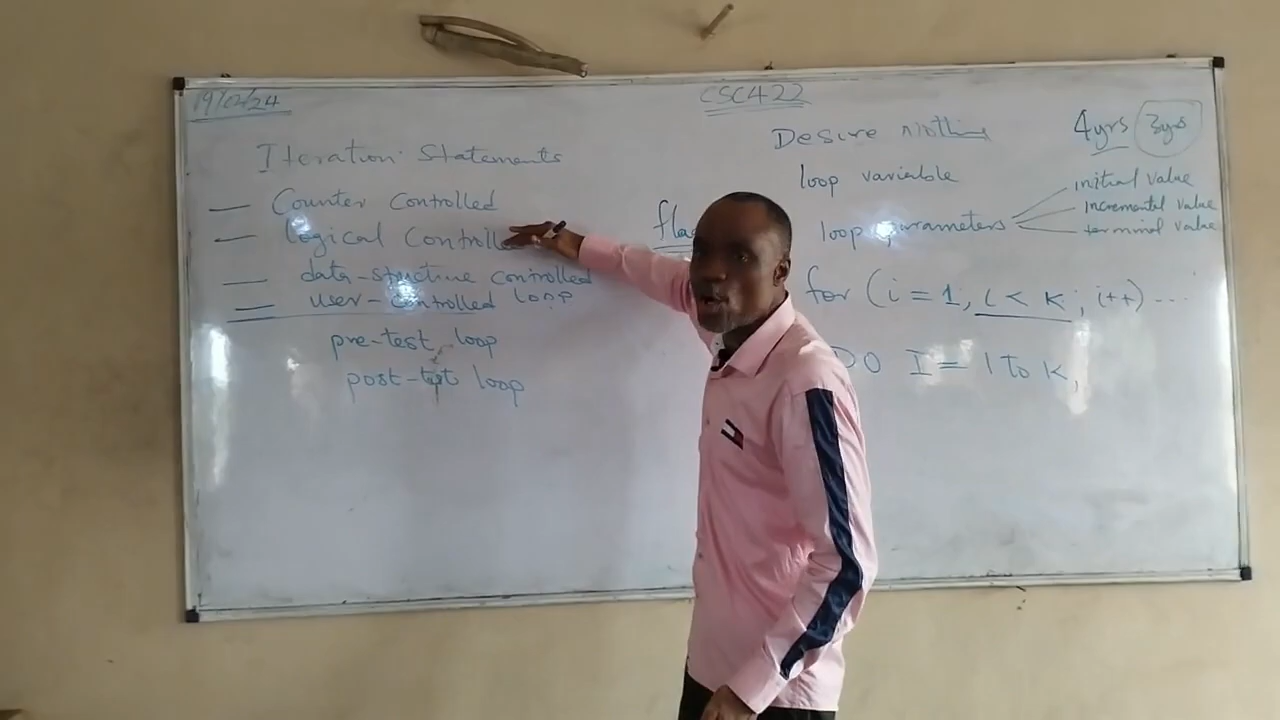 19/02/24
CSC422
Iteration Statements
Counter Controlled
Logical Controlle
data-structure controlled
user-controlled loop
pre-test loop
post-test loop
flag
Desire
4yrs 3yrs
loop variable
loop parameters
initial value
incremental value
terminal value
for (i = 1, i < k; i++) ...
DO I = 1 To K,